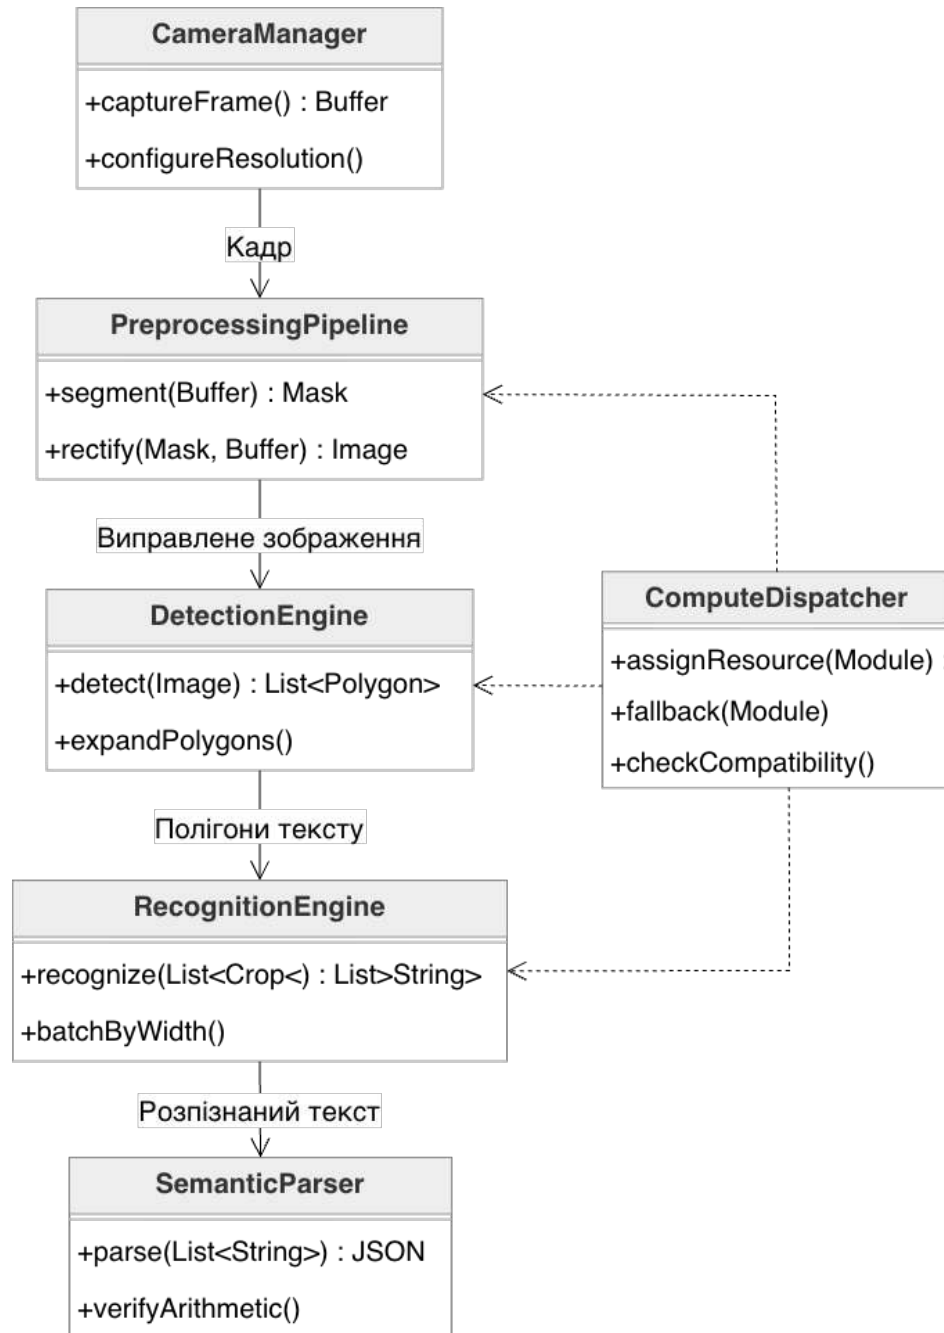 CameraManager
+captureFrame() : Buffer
+configureResolution()
Кадр
PreprocessingPipeline
+segment(Buffer) : Mask
+rectify(Mask, Buffer) : Image
Виправлене зображення
DetectionEngine
+detect(Image) : List<Polygon>
+expandPolygons()
ComputeDispatcher
+assignResource(Module) :
+fallback(Module)
+checkCompatibility()
Полігони тексту
RecognitionEngine
+recognize(List<Crop<) : List>String>
+batchByWidth()
Розпізнаний текст
SemanticParser
+parse(List<String>) : JSON
+verifyArithmetic()